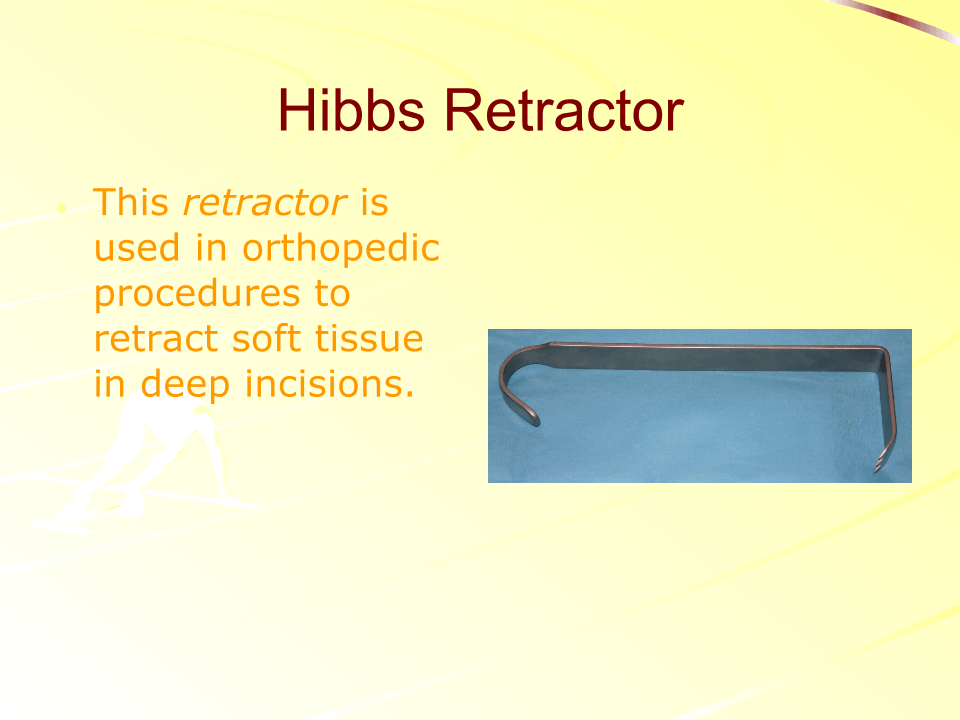 Hibbs Retractor
• This retractor is
used in orthopedic
procedures to
retract soft tissue
in deep incisions.